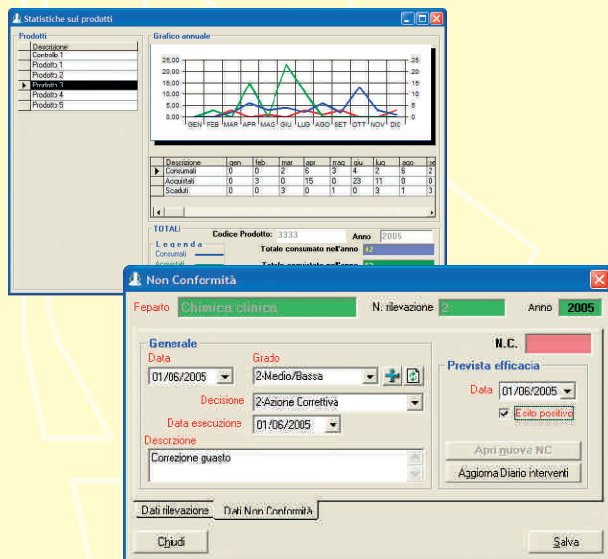 Statistiche sui prodotti
Prodotti
Descrizione
Controllo 1
Prodotto 1
Prodotto 2
Prodotto 3
Prodotto 4
Prodotto 5
Grafico annuale
25,00 25
20,00 20
15,00 15
10,00 10
5,00 5
0,00 0
GEN FEB MAR APR MAG GIU LUG AGO SET OTT NOV DIC
Descrizione gen feb mar apr mag giu lug ago
Consumati 0 0 2 6 3 4 2 6
Acquistati 0 3 0 15 0 23 11 0
Scaduti 0 0 3 0 1 0 3 1
TOTALI
Codice Prodotto: 3333 Anno 2005
Legenda
Consumati
Acquistati
Totale consumato nell'anno 42
Totale acquistato nell'anno 52
Non Conformità
Reparto Chimica clinica N. rilevazione 2 Anno 2005
N.C.
Generale
Data Grado
01/06/2005 2-Medio/Bassa
Decisione 2-Azione Correttiva
Data esecuzione 01/06/2005
Descrizione
Correzione guasto
Prevista efficacia
Data 01/06/2005
Esito positivo
Apri nuova NC
Aggiorna Diario interventi
Dati rilevazione Dati Non Conformità
Chiudi Salva